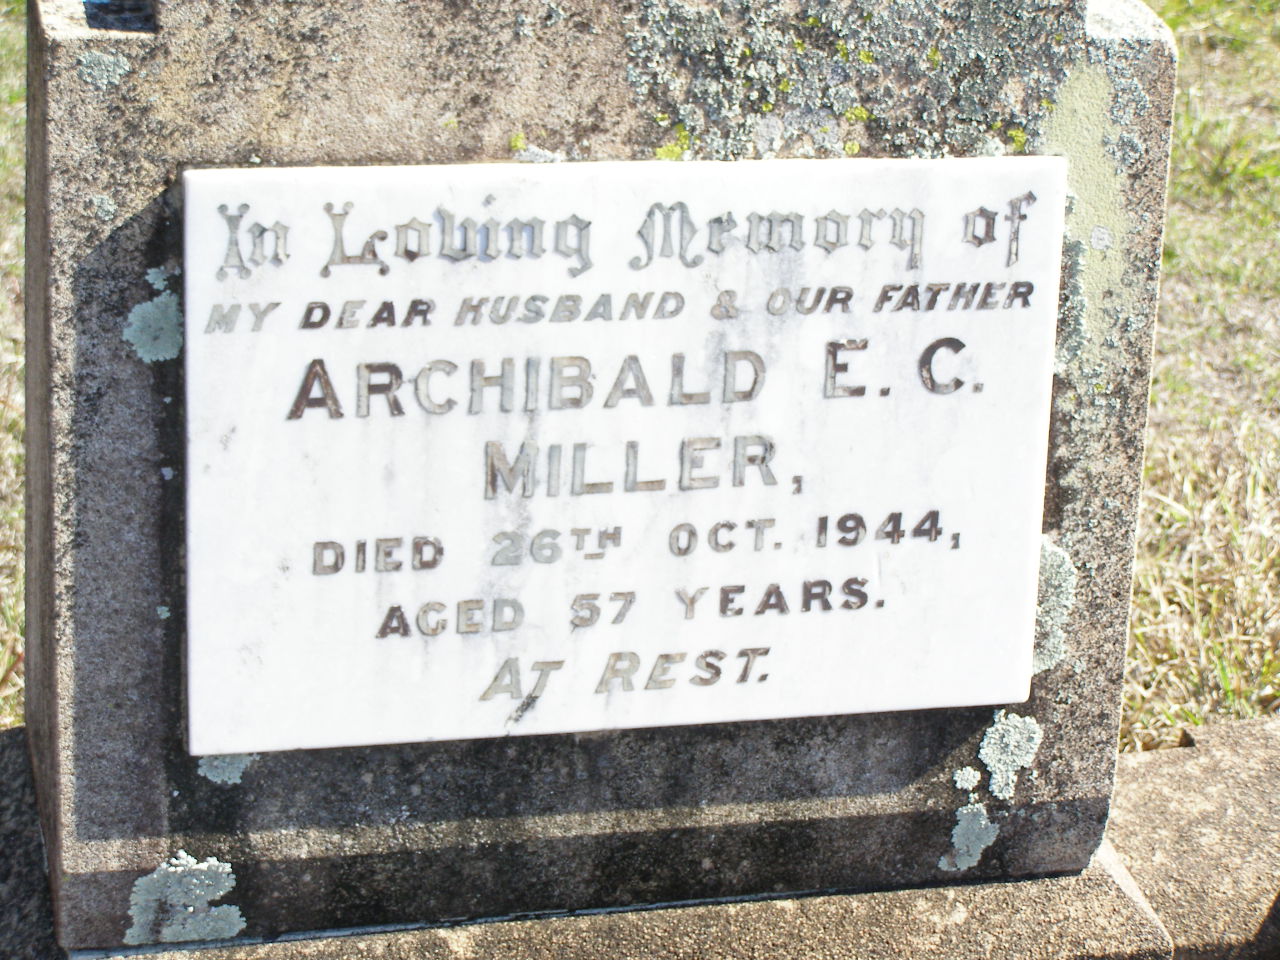 In Loving Memory of
MY DEAR HUSBAND & OUR FATHER
ARCHIBALD E. C.
MILLER,
DIED 26TH OCT. 1944,
AGED 57 YEARS.
AT REST.